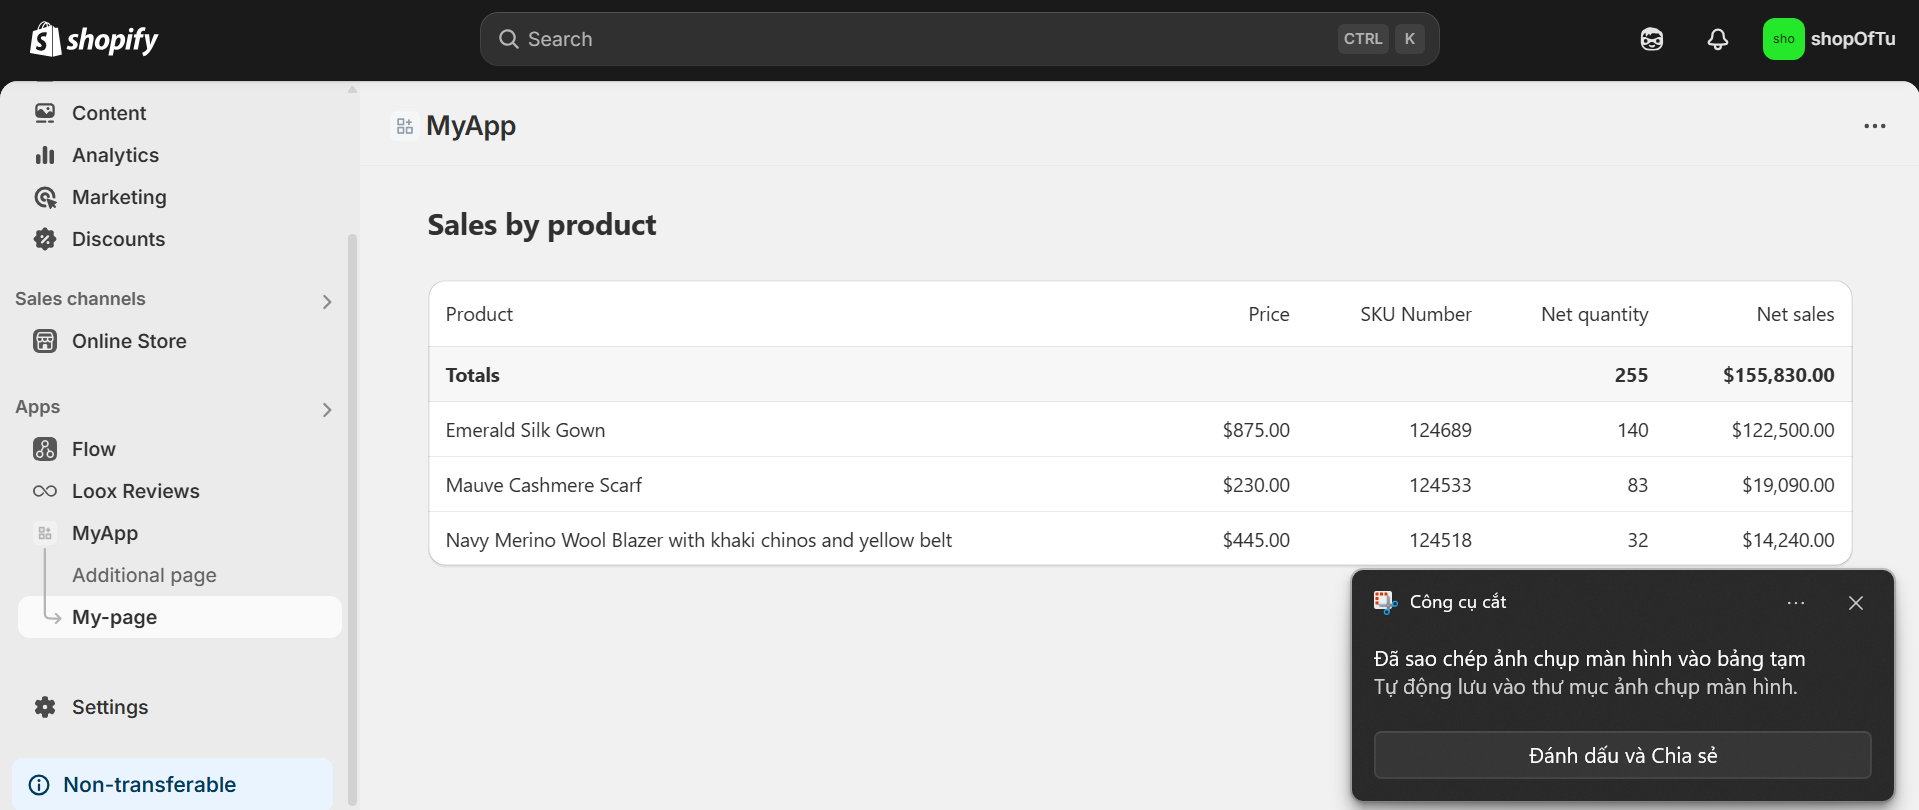 shopify
Search
CTRL K
sho
shopOfTu
Content
Analytics
Marketing
Discounts
Sales channels
Online Store
Apps
Flow
Loox Reviews
MyApp
Additional page
My-page
Settings
Non-transferable
MyApp
Sales by product
Product Price SKU Number Net quantity Net sales
Totals 255 $155,830.00
Emerald Silk Gown $875.00 124689 140 $122,500.00
Mauve Cashmere Scarf $230.00 124533 83 $19,090.00
Navy Merino Wool Blazer with khaki chinos and yellow belt $445.00 124518 32 $14,240.00
Công cụ cắt
Đã sao chép ảnh chụp màn hình vào bảng tạm
Tự động lưu vào thư mục ảnh chụp màn hình.
Đánh dấu và Chia sẻ